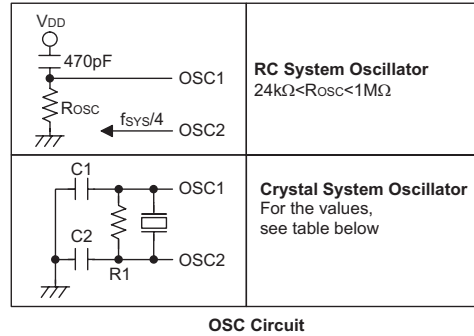 VDD
470pF
OSC1
ROSC
fSYS/4
OSC2
RC System Oscillator
24kΩ<ROSC<1MΩ
C1
OSC1
C2
R1
OSC2
Crystal System Oscillator
For the values,
see table below
OSC Circuit